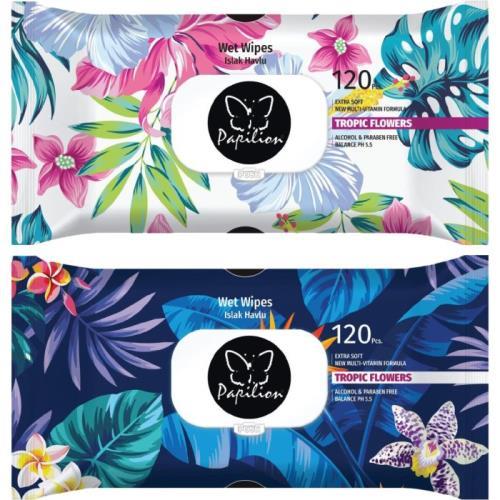 Wet Wipes
Islak Havlu
120
EXTRA SOFT
NEW MULTI-VITAMIN FORMULA
TROPIC FLOWERS
ALCOHOL & PARABEN FREE
BALANCE PH 5.5
Papilion
Push
Wet Wipes
Islak Havlu
120 Pcs.
EXTRA SOFT
NEW MULTI-VITAMIN FORMULA
TROPIC FLOWERS
ALCOHOL & PARABEN FREE
BALANCE PH 5.5
Papilion
Push